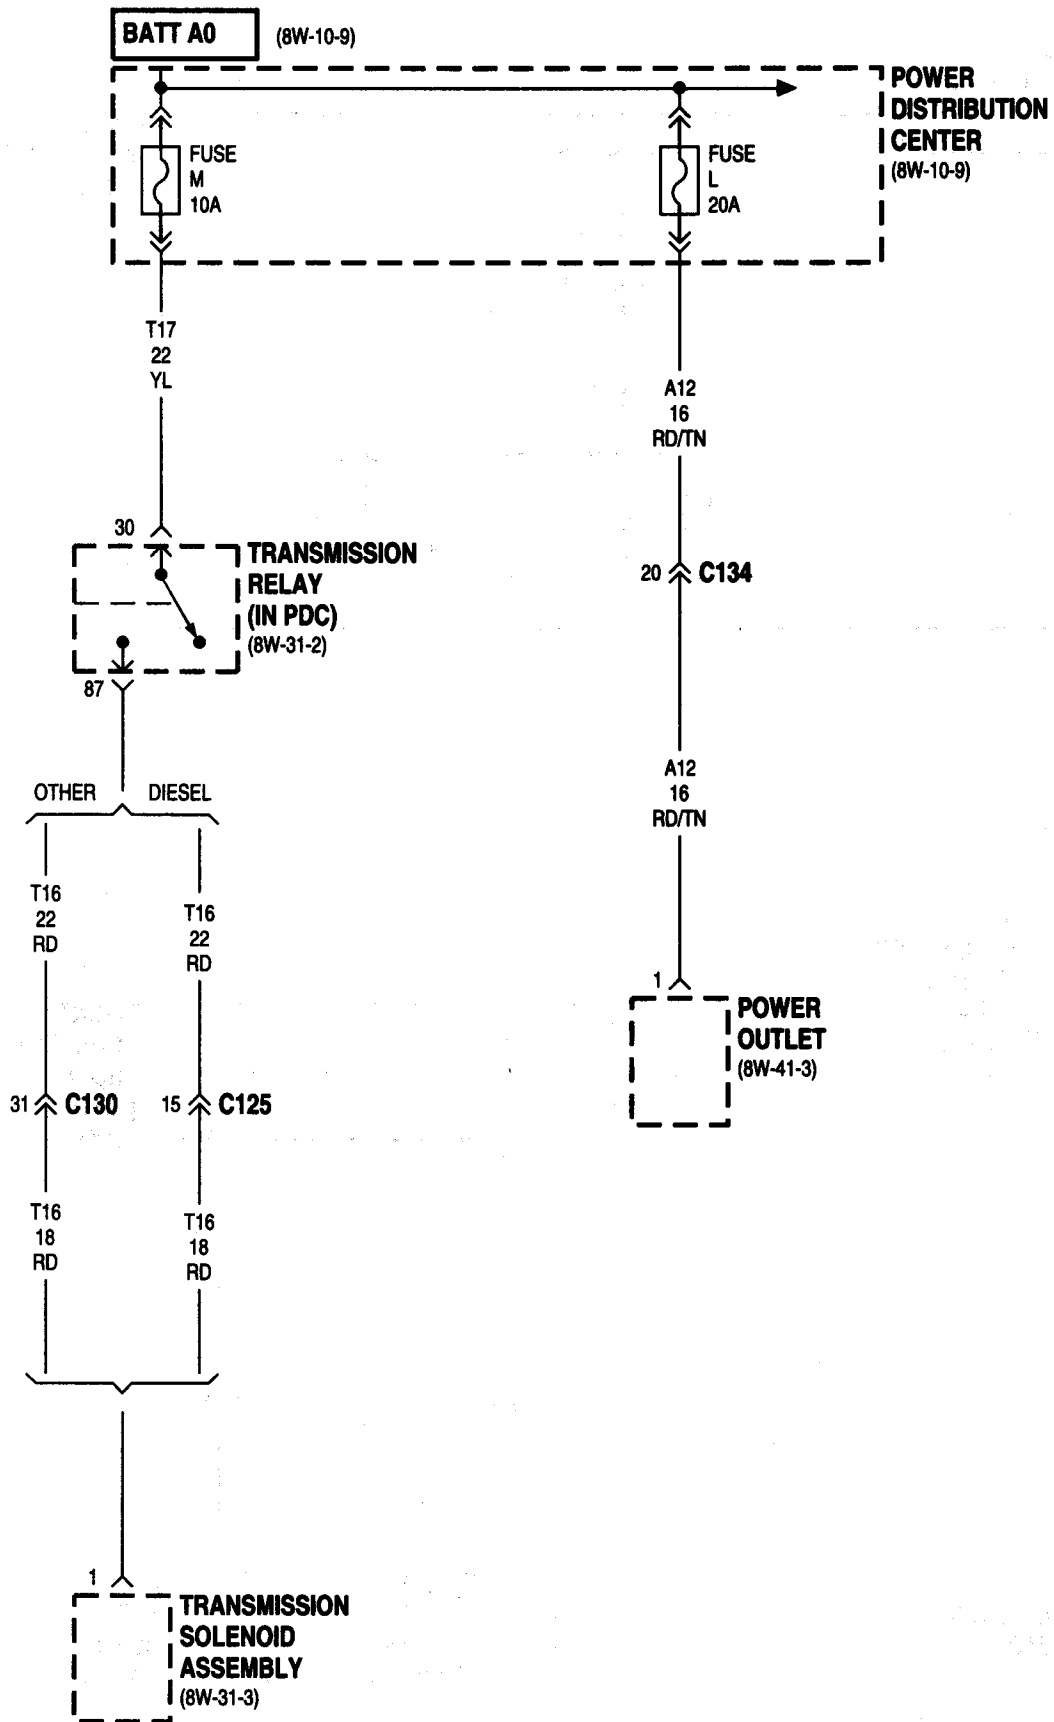 BATT A0 (8W-10-9)
POWER
DISTRIBUTION
CENTER
(8W-10-9)
FUSE
M
10A
FUSE
L
20A
T17
22
YL
A12
16
RD/TN
30
TRANSMISSION
RELAY
(IN PDC)
(8W-31-2)
87
20 C134
A12
16
RD/TN
OTHER DIESEL
T16
22
RD
T16
22
RD
1
POWER
OUTLET
(8W-41-3)
31 C130
15 C125
T16
18
RD
T16
18
RD
1
TRANSMISSION
SOLENOID
ASSEMBLY
(8W-31-3)